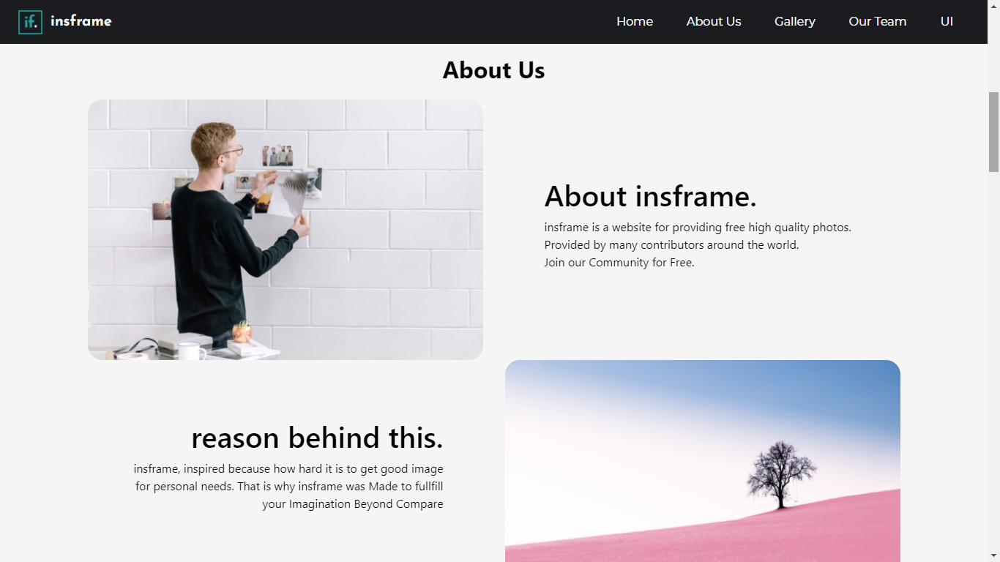 if.
insframe
Home
About Us
Gallery
Our Team
UI
About Us
About insframe.
insframe is a website for providing free high quality photos.
Provided by many contributors around the world.
Join our Community for Free.
reason behind this.
insframe, inspired because how hard it is to get good image
for personal needs. That is why insframe was Made to fullfill
your Imagination Beyond Compare